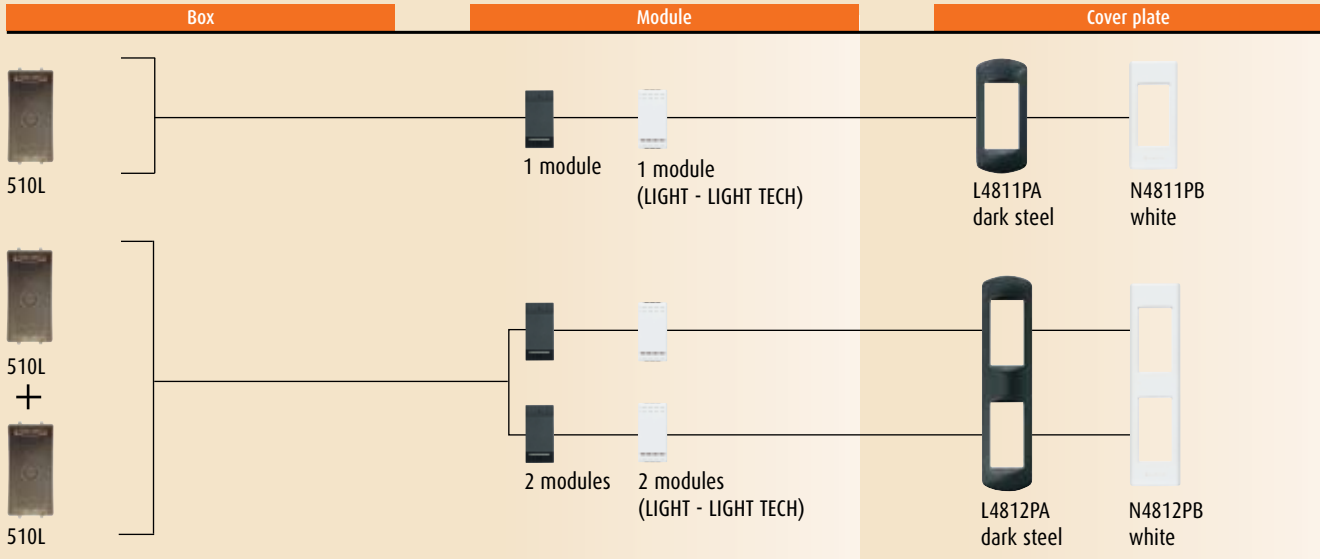 Box
Module
Cover plate
510L
1 module
1 module
(LIGHT - LIGHT TECH)
L4811PA
dark steel
N4811PB
white
510L
+
510L
2 modules
2 modules
(LIGHT - LIGHT TECH)
L4812PA
dark steel
N4812PB
white